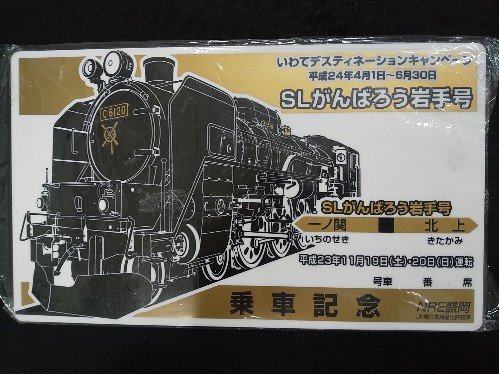 いわてデスティネーションキャンペーン
平成24年4月1日～6月30日
SLがんばろう岩手号
C6120
SLがんばろう岩手号
一ノ関 北上
いちのせき きたかみ
平成23年11月19日(土)・20日(日)運転
号車 番 席
乗車記念
NRE盛岡